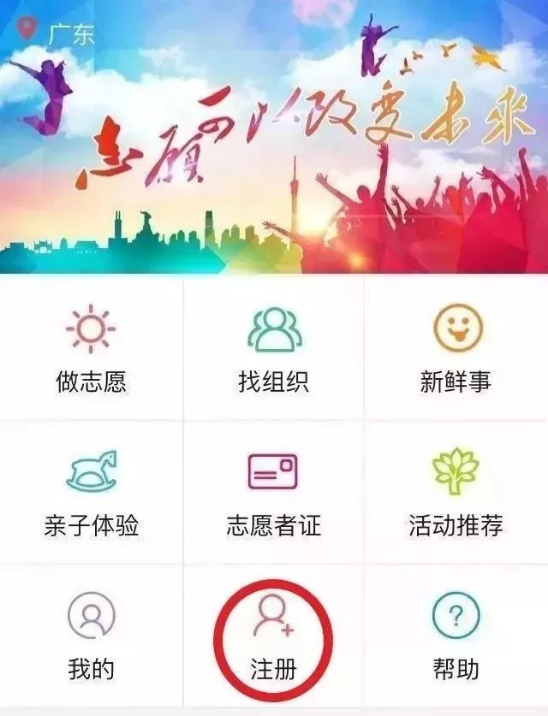 广东
志愿可以改变未来
做志愿
找组织
新鲜事
亲子体验
志愿者证
活动推荐
我的
注册
帮助